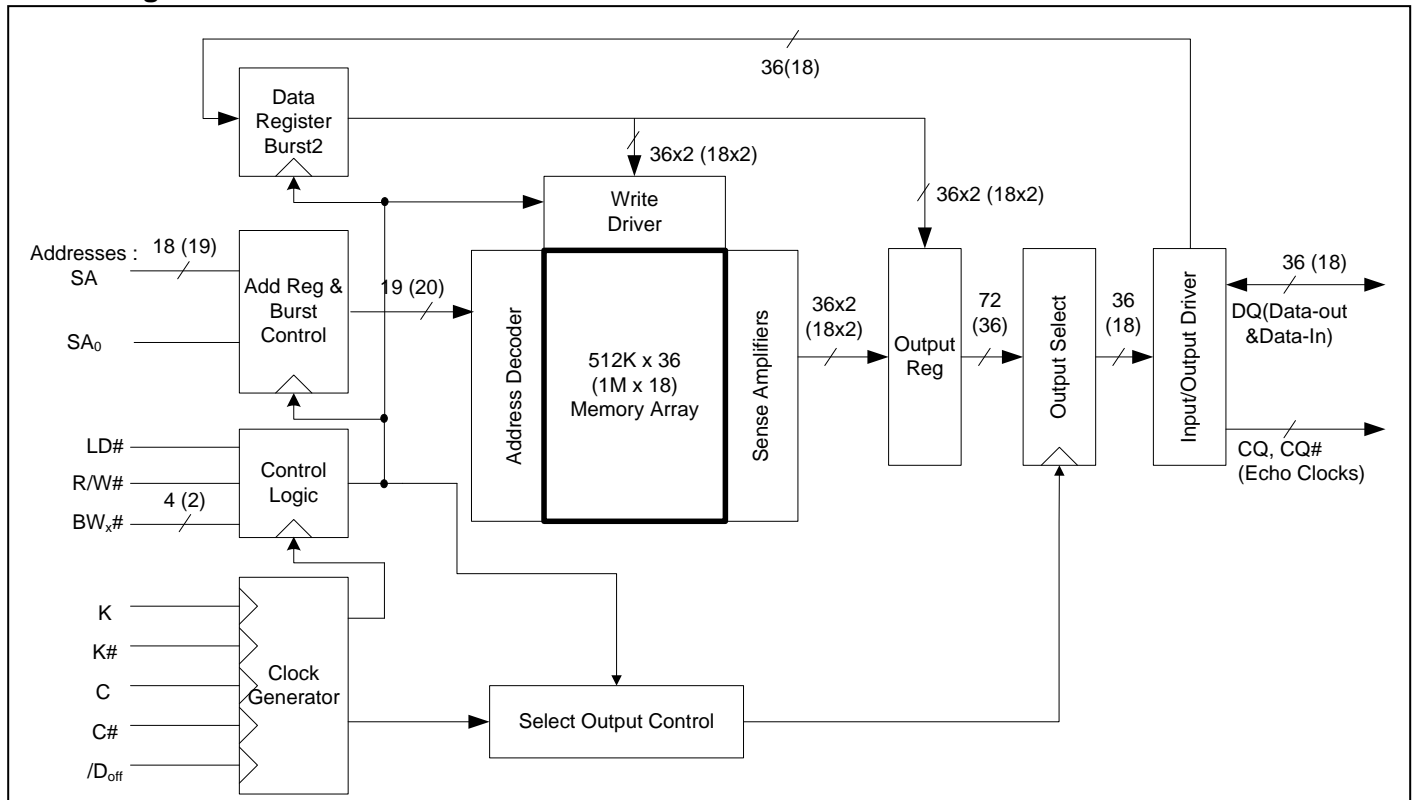 36(18)
Data
Register
Burst2
36x2 (18x2)
36x2 (18x2)
Write
Driver
Addresses :
SA
18 (19)
SA₀
Add Reg &
Burst
Control
19 (20)
Address Decoder
512K x 36
(1M x 18)
Memory Array
Sense Amplifiers
36x2
(18x2)
Output
Reg
72
(36)
Output Select
36
(18)
Input/Output Driver
36 (18)
DQ(Data-out
&Data-In)
CQ, CQ#
(Echo Clocks)
LD#
R/W#
BWₓ#
4 (2)
Control
Logic
K
K#
C
C#
/Doff
Clock
Generator
Select Output Control